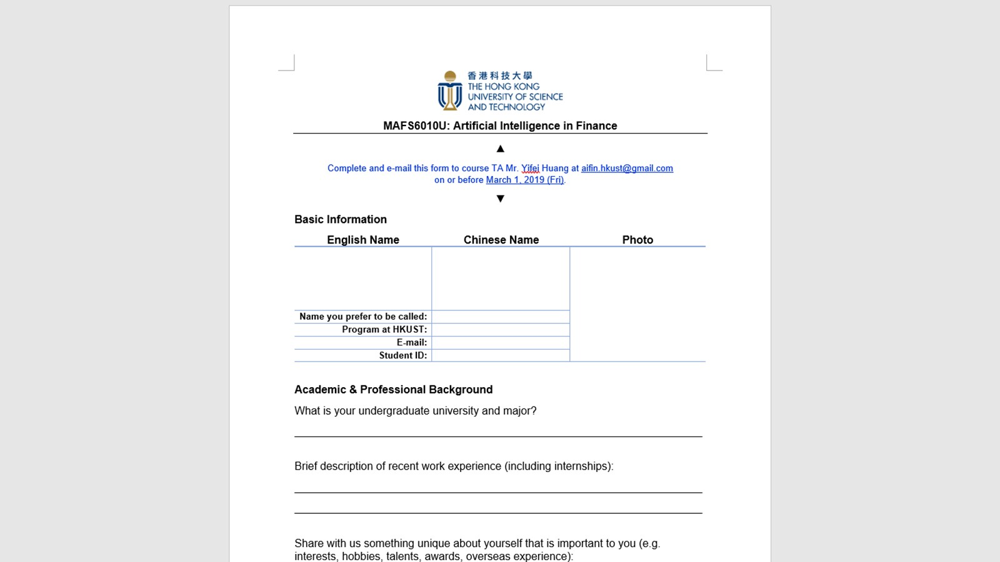 香港科技大學
THE HONG KONG
UNIVERSITY OF SCIENCE
AND TECHNOLOGY
MAFS6010U: Artificial Intelligence in Finance
▲
Complete and e-mail this form to course TA Mr. Yifei Huang at aifin.hkust@gmail.com
on or before March 1, 2019 (Fri).
▼
Basic Information
English Name Chinese Name Photo
Name you prefer to be called:
Program at HKUST:
E-mail:
Student ID:
Academic & Professional Background
What is your undergraduate university and major?
Brief description of recent work experience (including internships):
Share with us something unique about yourself that is important to you (e.g.
interests, hobbies, talents, awards, overseas experience):